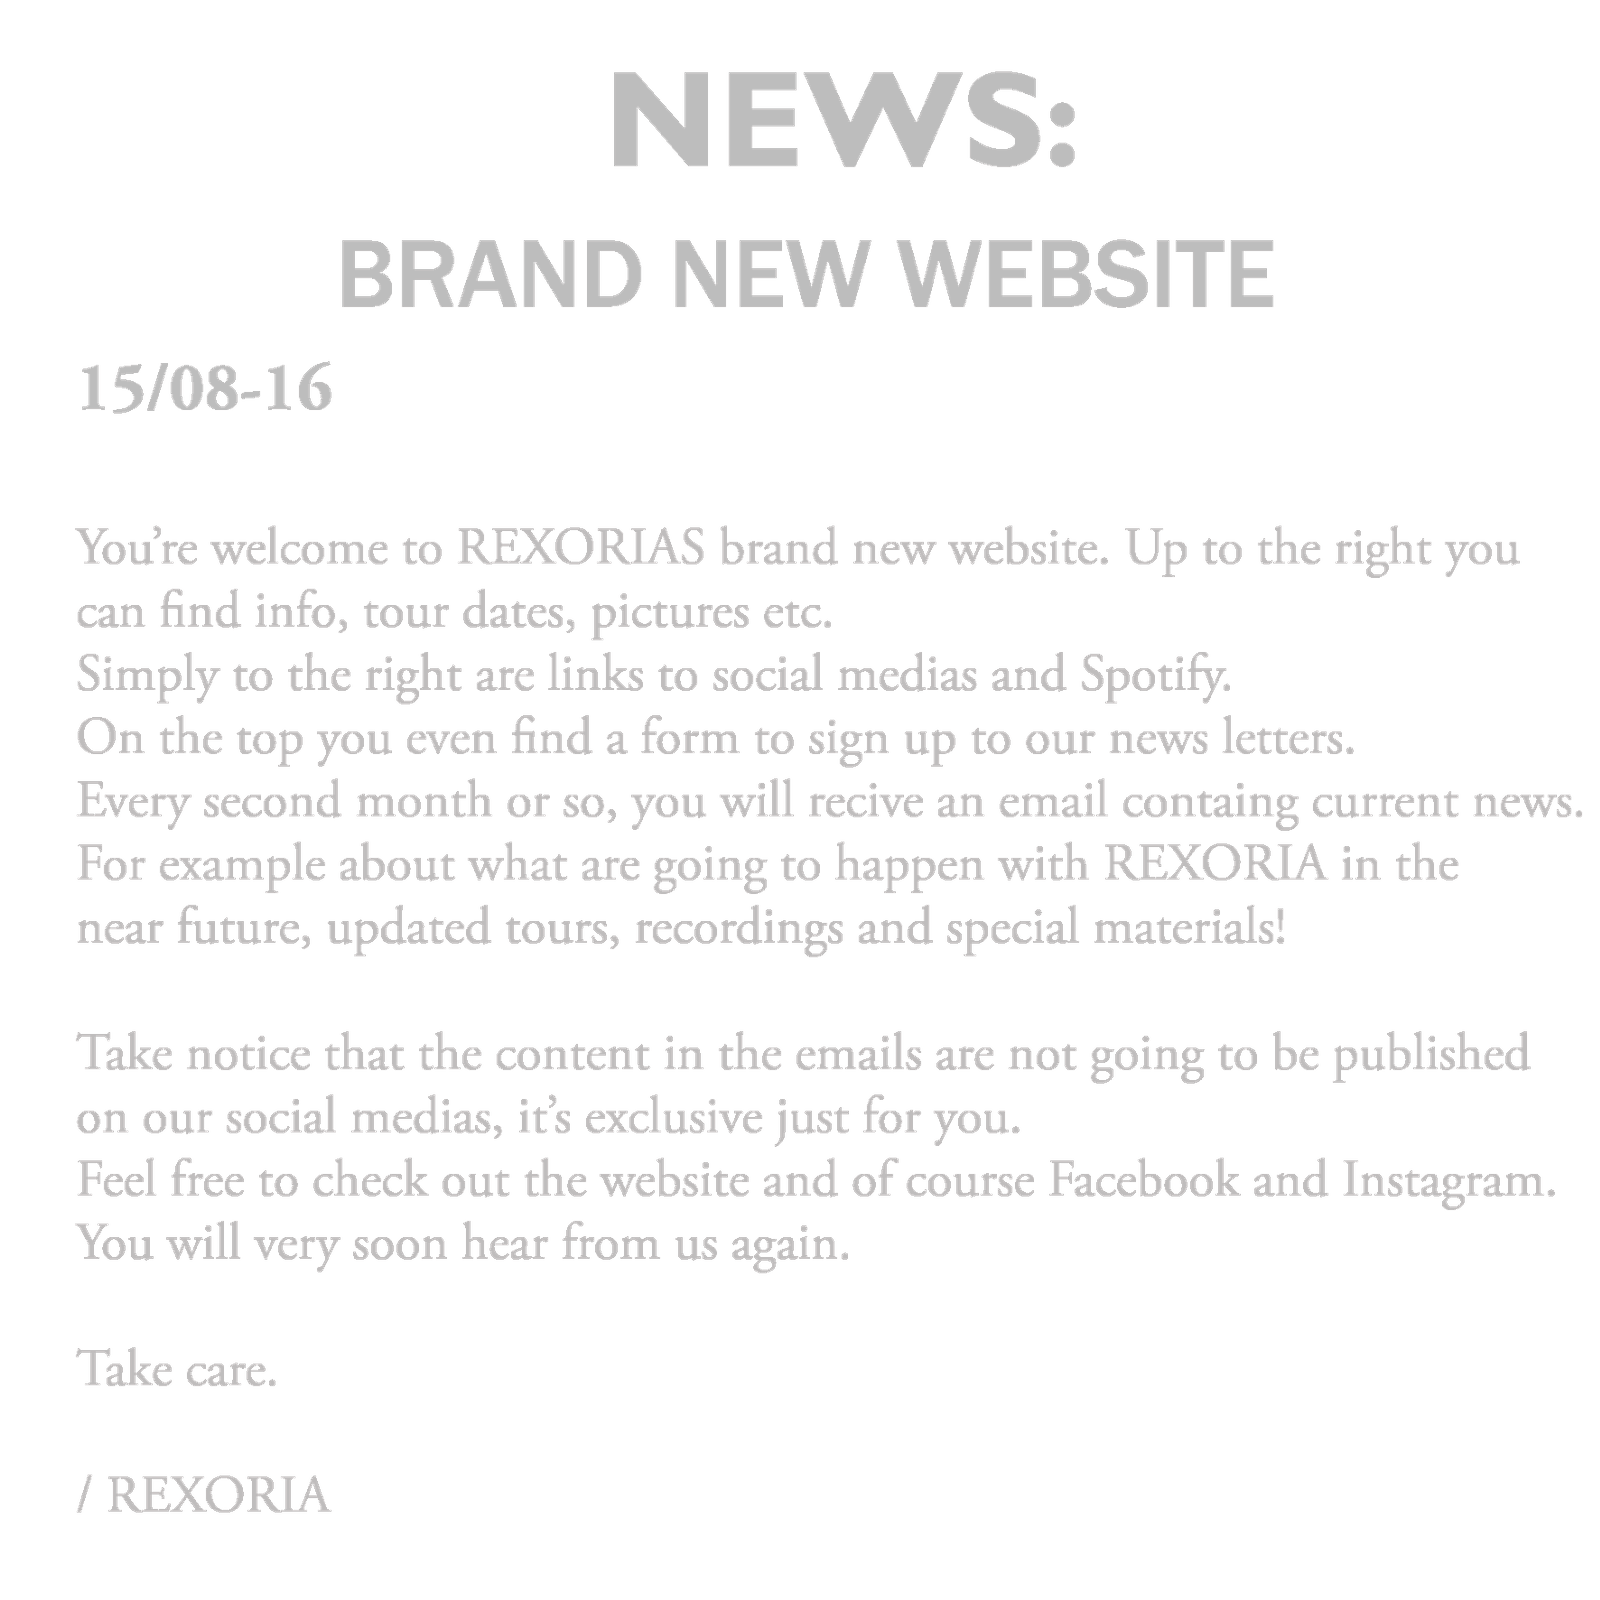 NEWS:
BRAND NEW WEBSITE
15/08-16
You’re welcome to REXORIAS brand new website. Up to the right you
can find info, tour dates, pictures etc.
Simply to the right are links to social medias and Spotify.
On the top you even find a form to sign up to our news letters.
Every second month or so, you will recive an email containg current news.
For example about what are going to happen with REXORIA in the
near future, updated tours, recordings and special materials!
Take notice that the content in the emails are not going to be published
on our social medias, it’s exclusive just for you.
Feel free to check out the website and of course Facebook and Instagram.
You will very soon hear from us again.
Take care.
/ REXORIA